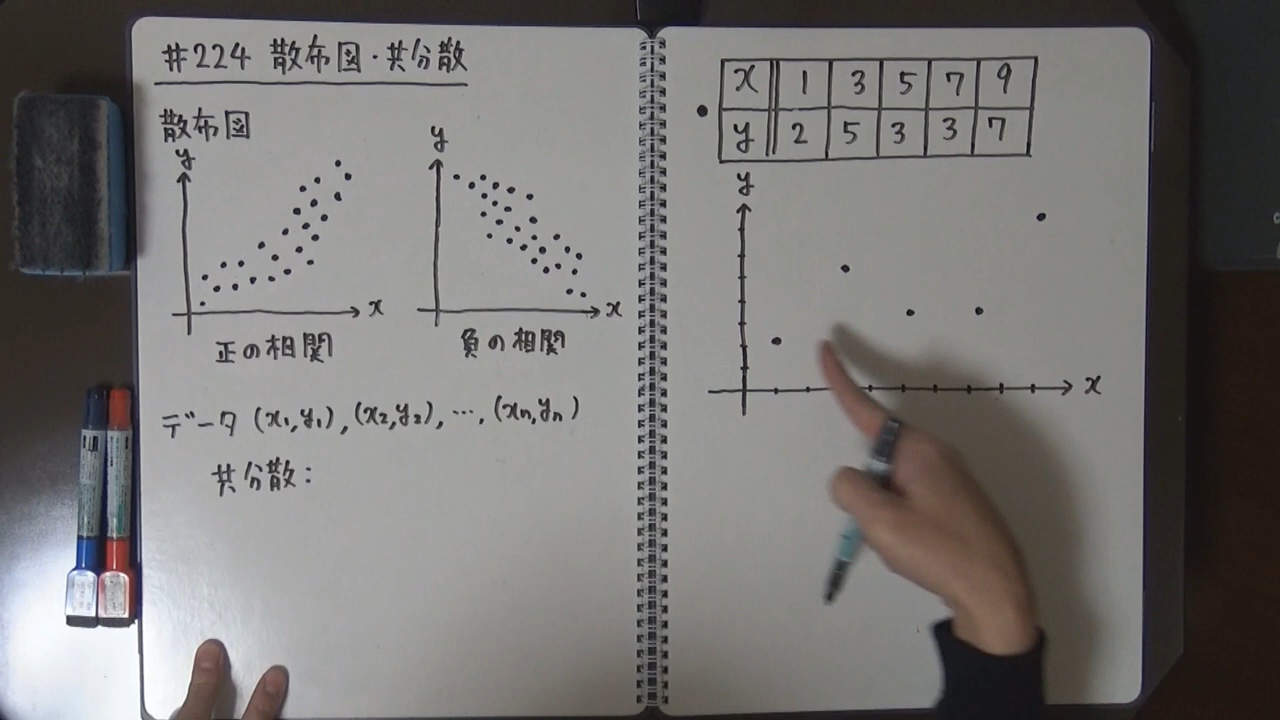 #224 散布図・共分散
散布図
y
x
正の相関
y
x
負の相関
データ (x₁,y₁), (x₂,y₂), …, (xn,yn)
共分散:
x 1 3 5 7 9
y 2 5 3 3 7
y
x